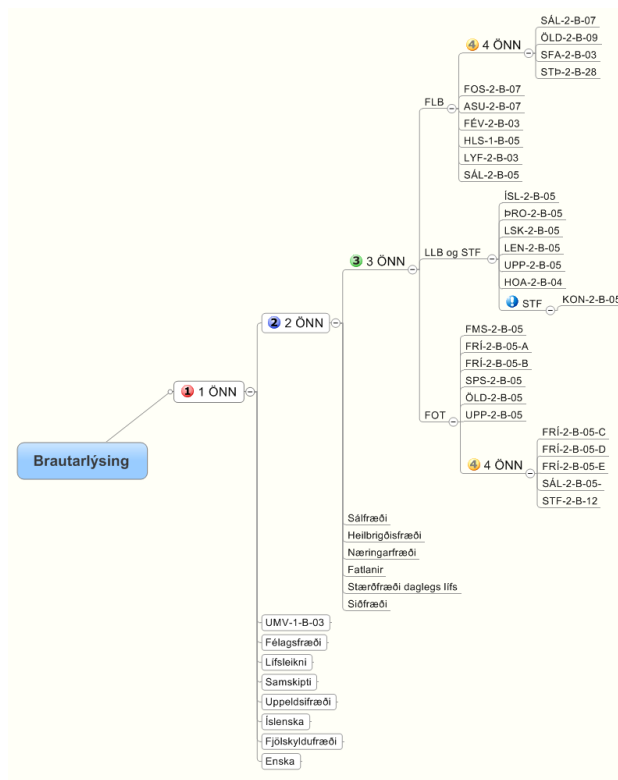 SÁL-2-B-07
ÖLD-2-B-09
SFA-2-B-03
STÞ-2-B-28
4 4 ÖNN
FOS-2-B-07
ASU-2-B-07
FÉV-2-B-03
HLS-1-B-05
LYF-2-B-03
SÁL-2-B-05
FLB
ÍSL-2-B-05
ÞRO-2-B-05
LSK-2-B-05
LEN-2-B-05
UPP-2-B-05
HOA-2-B-04
STF
KON-2-B-05
LLB og STF
3 3 ÖNN
FMS-2-B-05
FRÍ-2-B-05-A
FRÍ-2-B-05-B
SPS-2-B-05
ÖLD-2-B-05
UPP-2-B-05
FOT
4 4 ÖNN
FRÍ-2-B-05-C
FRÍ-2-B-05-D
FRÍ-2-B-05-E
SÁL-2-B-05-
STF-2-B-12
2 2 ÖNN
Sálfræði
Heilbrigðisfræði
Næringarfræði
Fatlanir
Stærðfræði daglegs lífs
Siðfræði
1 1 ÖNN
Brautarlýsing
UMV-1-B-03
Félagsfræði
Lífsleikni
Samskipti
Uppeldsifræði
Íslenska
Fjölskyldufræði
Enska